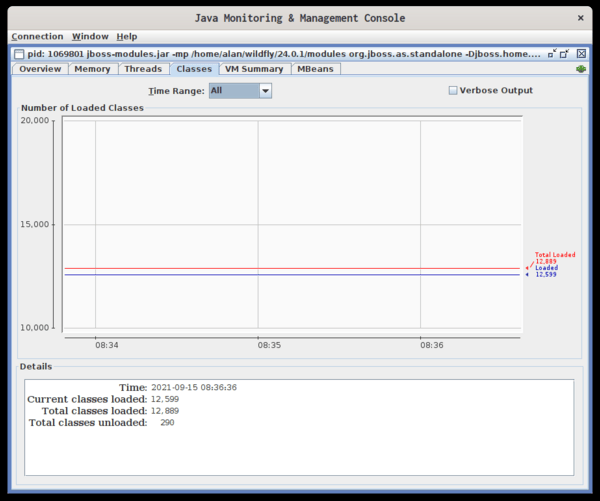 Java Monitoring & Management Console
Connection Window Help
pid: 1069801 jboss-modules.jar -mp /home/alan/wildfly/24.0.1/modules org.jboss.as.standalone -Djboss.home....
Overview Memory Threads Classes VM Summary MBeans
Time Range: All Verbose Output
Number of Loaded Classes
20,000
15,000
Total Loaded
12,889
Loaded
12,599
10,000
08:34 08:35 08:36
Details
Time: 2021-09-15 08:36:36
Current classes loaded: 12,599
Total classes loaded: 12,889
Total classes unloaded: 290